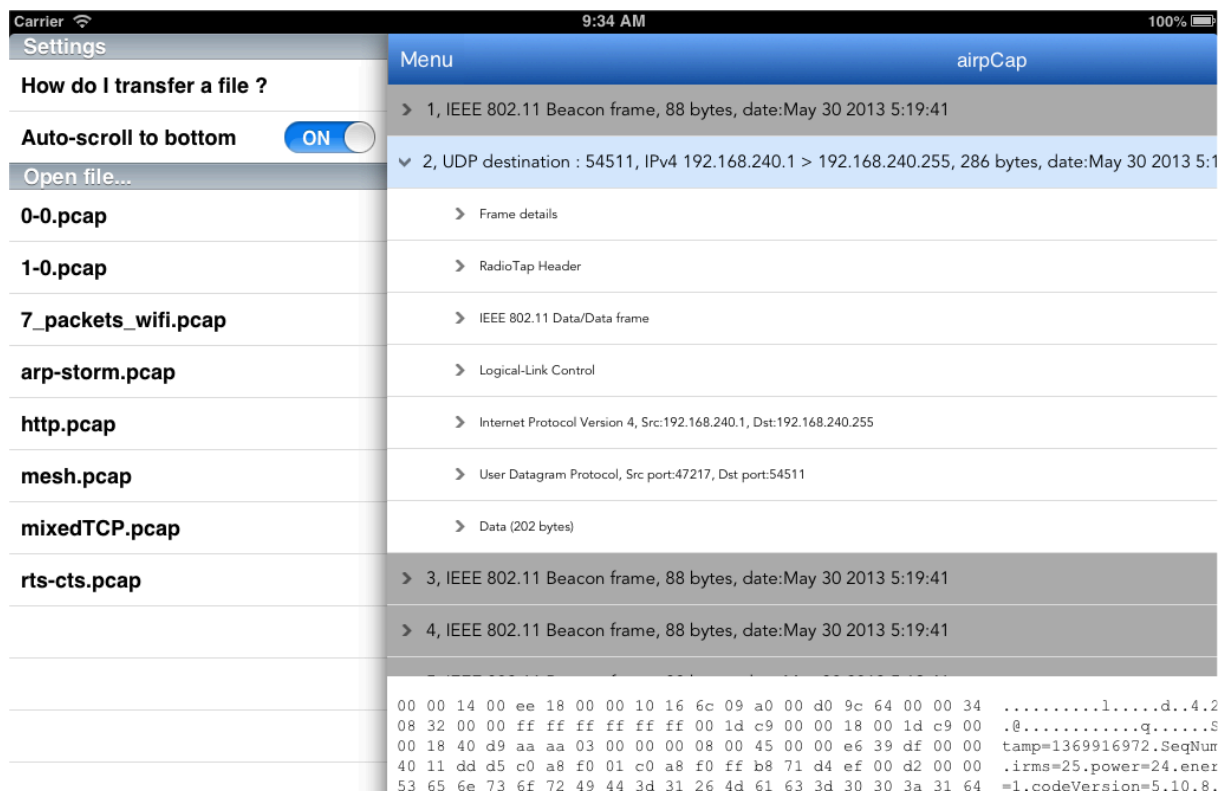 Carrier 9:34 AM 100%
Settings
How do I transfer a file ?
Auto-scroll to bottom ON
Open file...
0-0.pcap
1-0.pcap
7_packets_wifi.pcap
arp-storm.pcap
http.pcap
mesh.pcap
mixedTCP.pcap
rts-cts.pcap
Menu airpCap
1, IEEE 802.11 Beacon frame, 88 bytes, date:May 30 2013 5:19:41
2, UDP destination : 54511, IPv4 192.168.240.1 > 192.168.240.255, 286 bytes, date:May 30 2013 5:1
Frame details
RadioTap Header
IEEE 802.11 Data/Data frame
Logical-Link Control
Internet Protocol Version 4, Src:192.168.240.1, Dst:192.168.240.255
User Datagram Protocol, Src port:47217, Dst port:54511
Data (202 bytes)
3, IEEE 802.11 Beacon frame, 88 bytes, date:May 30 2013 5:19:41
4, IEEE 802.11 Beacon frame, 88 bytes, date:May 30 2013 5:19:41
00 00 14 00 ee 18 00 00 10 16 6c 09 a0 00 d0 9c 64 00 00 34 ..........l.....d..4.2
08 32 00 00 ff ff ff ff ff ff 00 1d c9 00 00 18 00 1d c9 00 .@............q......S
00 18 40 d9 aa aa 03 00 00 00 08 00 45 00 00 e6 39 df 00 00 tamp=1369916972.SeqNum
40 11 dd d5 c0 a8 f0 01 c0 a8 f0 ff b8 71 d4 ef 00 d2 00 00 .irms=25.power=24.ener
53 65 6e 73 6f 72 49 44 3d 31 26 4d 61 63 3d 30 30 3a 31 64 =1.codeVersion=5.10.8.